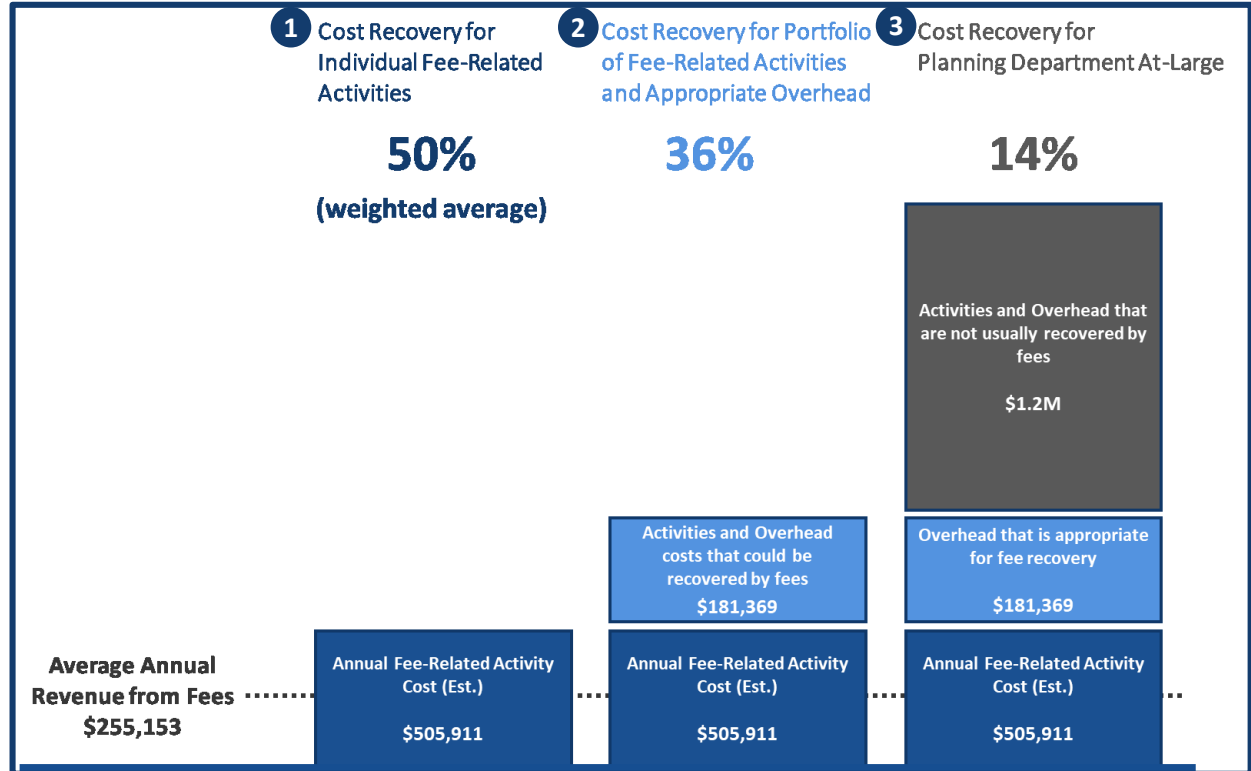 1 Cost Recovery for
Individual Fee-Related
Activities
50%
(weighted average)
2 Cost Recovery for Portfolio
of Fee-Related Activities
and Appropriate Overhead
36%
3 Cost Recovery for
Planning Department At-Large
14%
Activities and Overhead that
are not usually recovered by
fees
$1.2M
Activities and Overhead
costs that could be
recovered by fees
$181,369
Overhead that is appropriate
for fee recovery
$181,369
Average Annual
Revenue from Fees
$255,153
Annual Fee-Related Activity
Cost (Est.)
$505,911
Annual Fee-Related Activity
Cost (Est.)
$505,911
Annual Fee-Related Activity
Cost (Est.)
$505,911